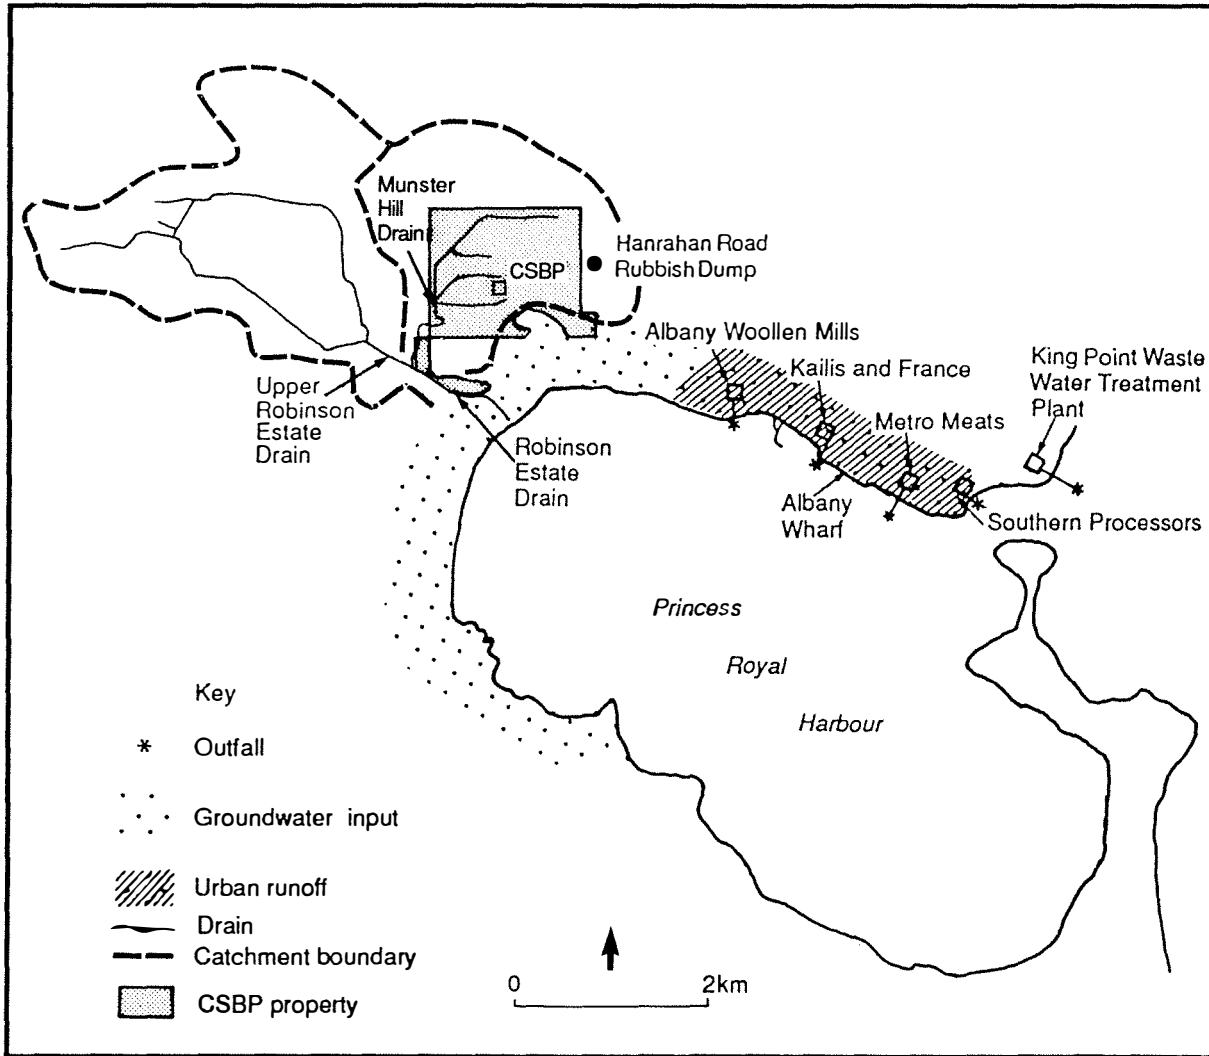 Munster
Hill
Drain
CSBP
Hanrahan Road
Rubbish Dump
Albany Woollen Mills
Kailis and France
King Point Waste
Water Treatment
Plant
Metro Meats
Upper
Robinson
Estate
Drain
Robinson
Estate
Drain
Albany
Wharf
Southern Processors
Princess
Royal
Harbour
Key
* Outfall
Groundwater input
Urban runoff
Drain
Catchment boundary
CSBP property
0 2km